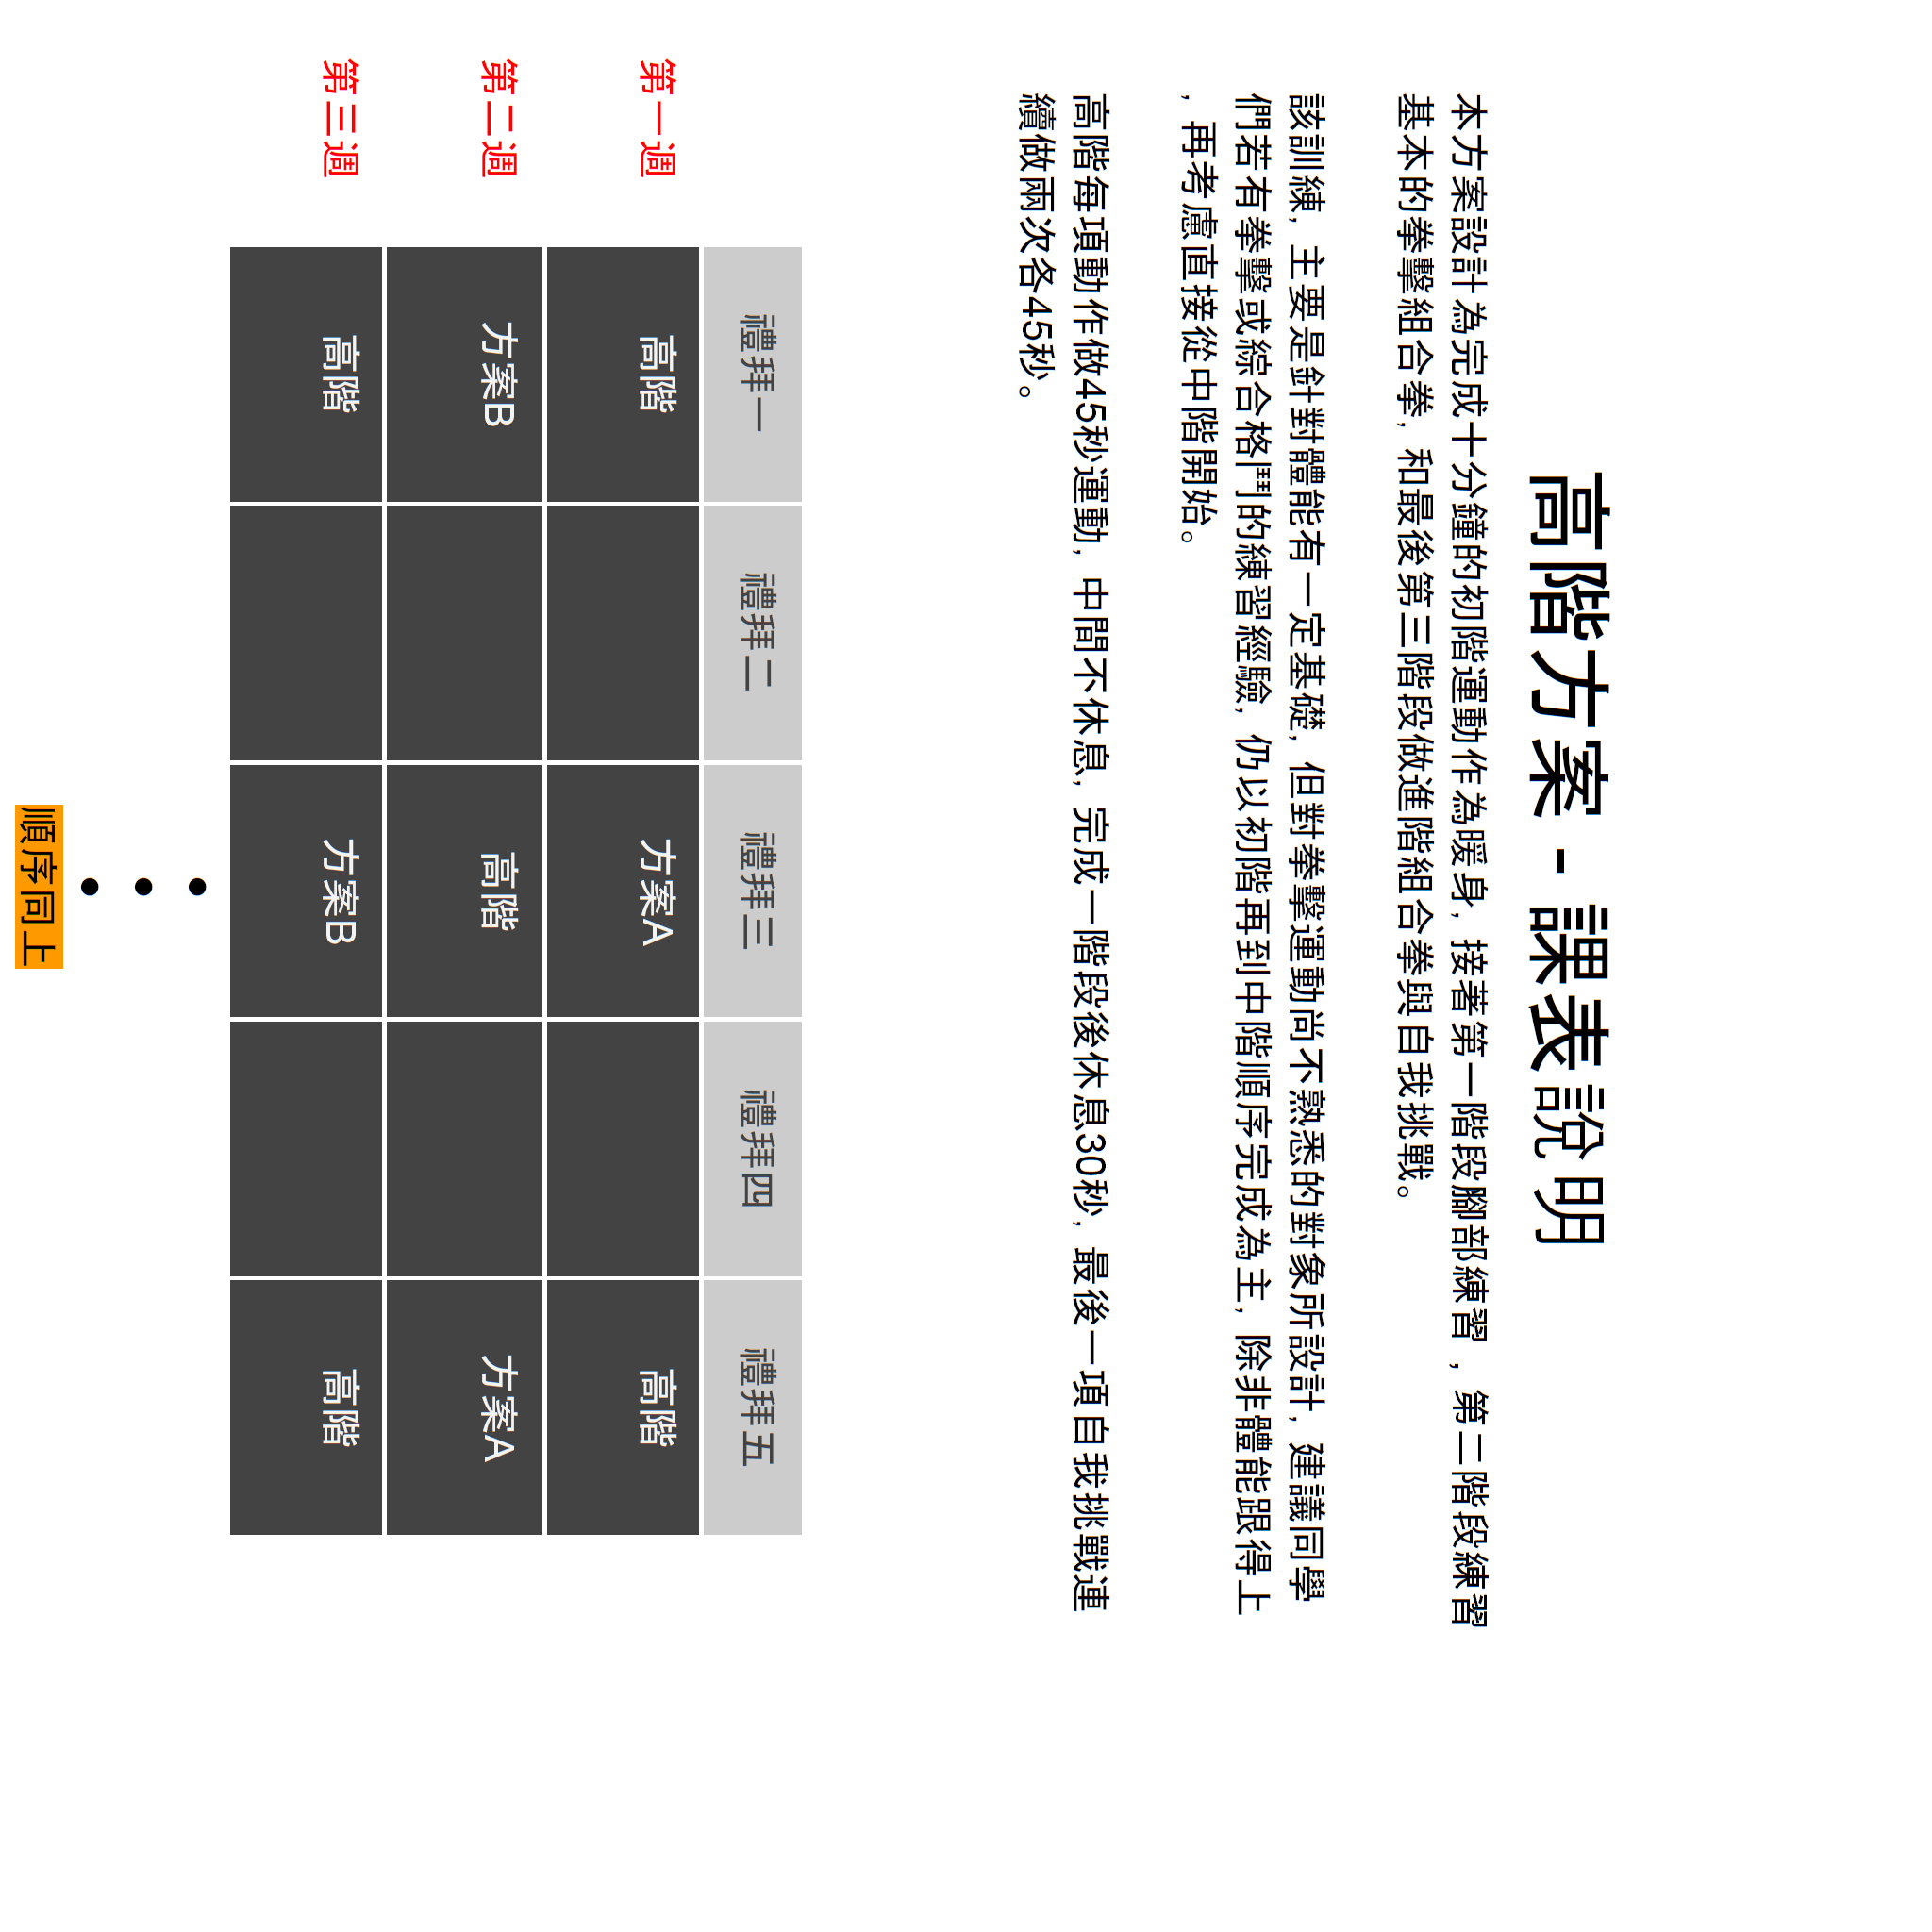 高階方案 - 課表說明
本方案設計為完成十分鐘的初階運動作為暖身, 接著第一階段腳部練習 , 第二階段練習
基本的拳擊組合拳, 和最後第三階段做進階組合拳與自我挑戰。
該訓練, 主要是針對體能有一定基礎, 但對拳擊運動尚不熟悉的對象所設計, 建議同學
們若有拳擊或綜合格鬥的練習經驗, 仍以初階再到中階順序完成為主, 除非體能跟得上
, 再考慮直接從中階開始。
高階每項動作做45秒運動, 中間不休息, 完成一階段後休息30秒, 最後一項自我挑戰連
續做兩次各45秒。
禮拜一 禮拜二 禮拜三 禮拜四 禮拜五
第一週 高階 方案A 高階
第二週 方案B 高階 方案A
第三週 高階 方案B 高階
順序同上